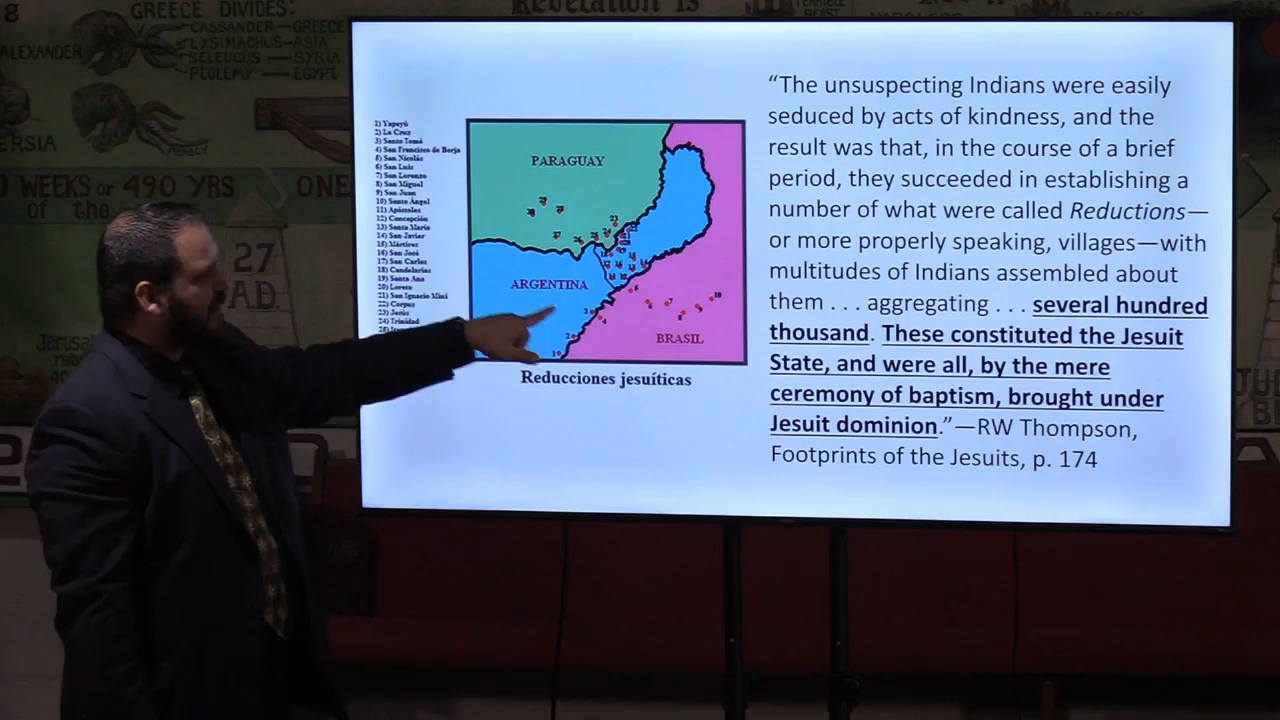 8
GREECE DIVIDES:
CASSANDER - GREECE
ALEXANDER
LYSIMACHUS - ASIA
SELEUCUS - SYRIA
PTOLEMY - EGYPT
Revelation is
WEEKS or 490 YRS
of the
ONE
27
AD.
“The unsuspecting Indians were easily
seduced by acts of kindness, and the
result was that, in the course of a brief
period, they succeeded in establishing a
number of what were called Reductions—
or more properly speaking, villages—with
multitudes of Indians assembled about
them . . . aggregating . . . several hundred
thousand. These constituted the Jesuit
State, and were all, by the mere
ceremony of baptism, brought under
Jesuit dominion.”—RW Thompson,
Footprints of the Jesuits, p. 174
1) Yapeyú
2) La Cruz
3) Santo Tomé
4) San Francisco de Borja
5) San Nicolás
6) San Luis
7) San Lorenzo
8) San Miguel
9) San Juan
10) Santo Ángel
11) Apóstoles
12) Concepción
13) Santa María
14) San Javier
15) Mártires
16) San José
17) San Carlos
18) Candelarias
19) Santa Ana
20) Loreto
21) San Ignacio Miní
22) Corpus
23) Jesús
24) Trinidad
PARAGUAY
ARGENTINA
BRASIL
Reducciones jesuíticas